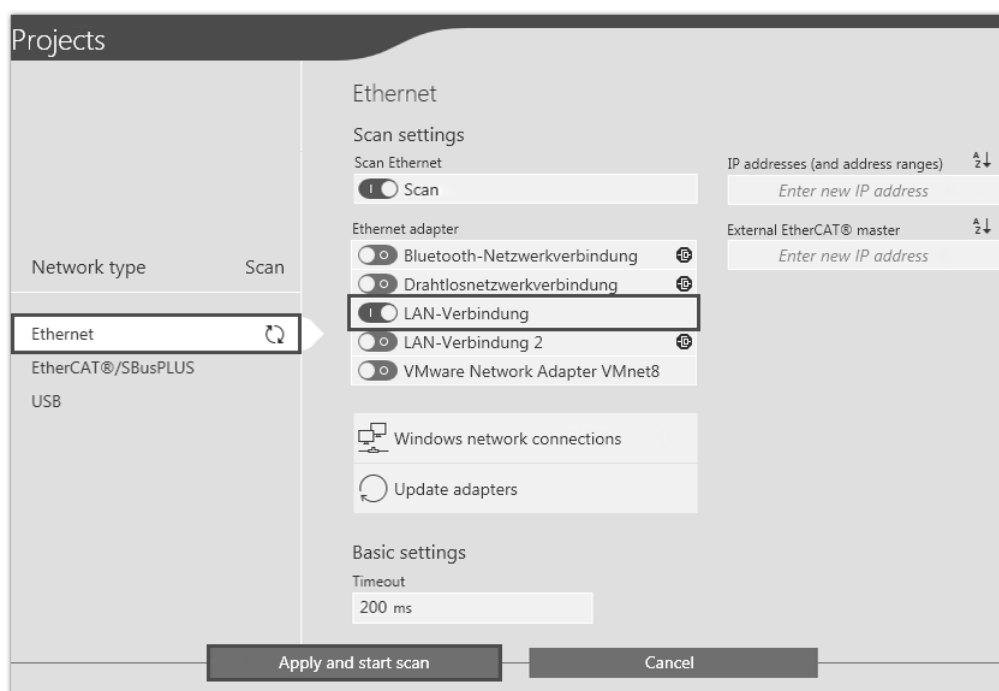 Projects
Network type Scan
Ethernet
EtherCAT®/SBusPLUS
USB
Ethernet
Scan settings
Scan Ethernet
Scan
Ethernet adapter
Bluetooth-Netzwerkverbindung
Drahtlosnetzwerkverbindung
LAN-Verbindung
LAN-Verbindung 2
VMware Network Adapter VMnet8
Windows network connections
Update adapters
Basic settings
Timeout
200 ms
IP addresses (and address ranges) AZ
Enter new IP address
External EtherCAT® master AZ
Enter new IP address
Apply and start scan Cancel